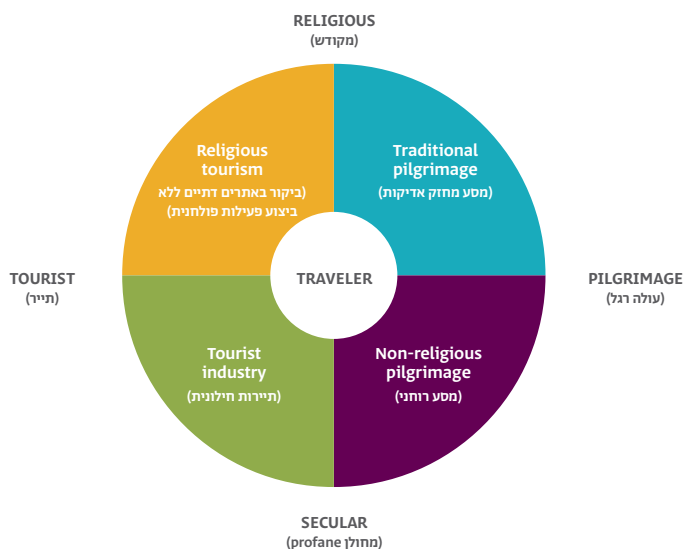 RELIGIOUS
(מקודש)
Religious
tourism
(ביקור באתרים דתיים ללא
ביצוע פעילות פולחנית)
Traditional
pilgrimage
(מסע מחזק אדיקות)
TOURIST
(תייר)
TRAVELER
PILGRIMAGE
(עולה רגל)
Tourist
industry
(תיירות חילונית)
Non-religious
pilgrimage
(מסע רוחני)
SECULAR
(מחולן profane)